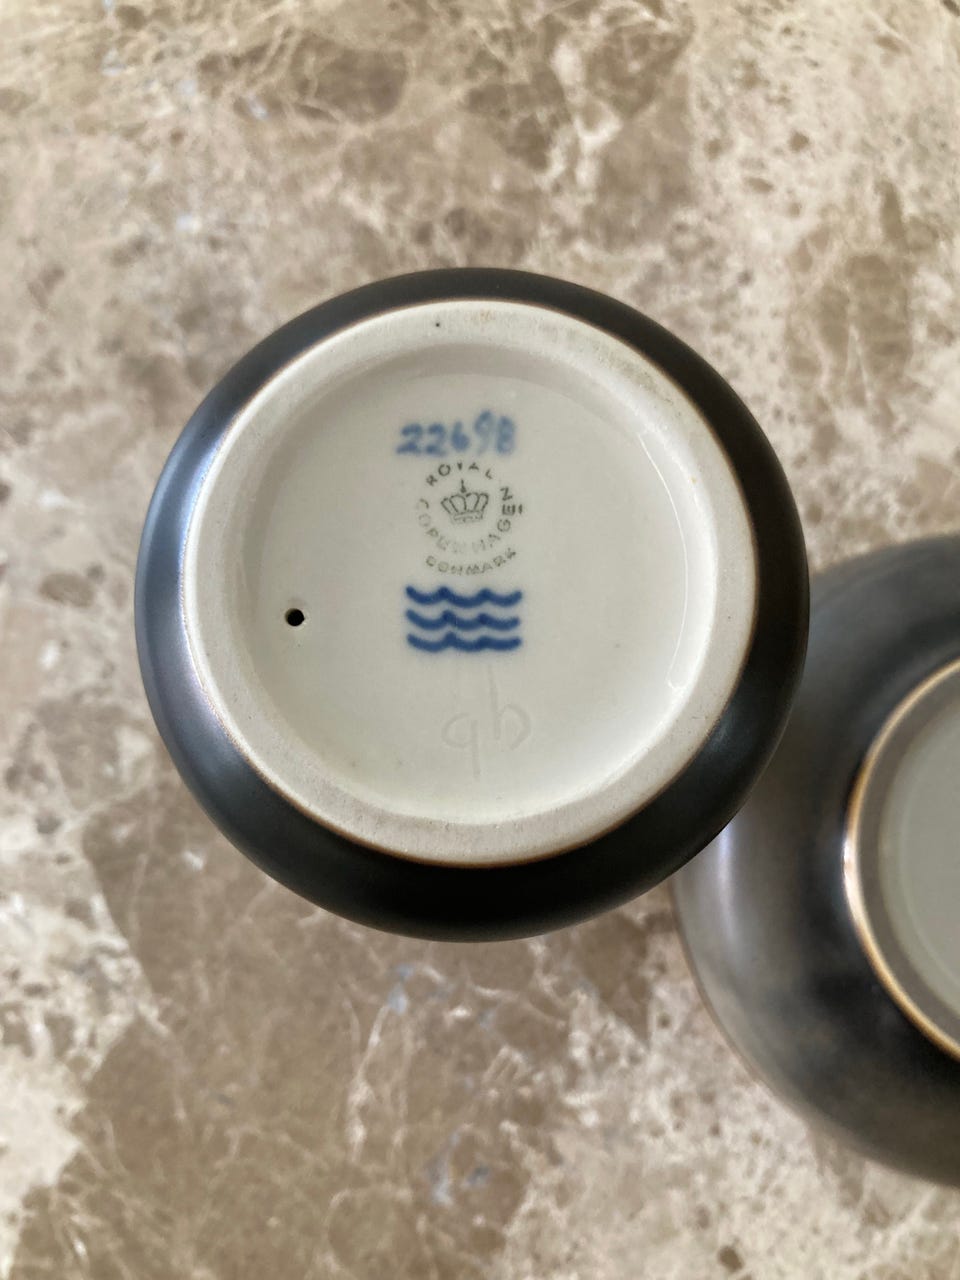 22698
ROYAL
COPENHAGEN
DENMARK